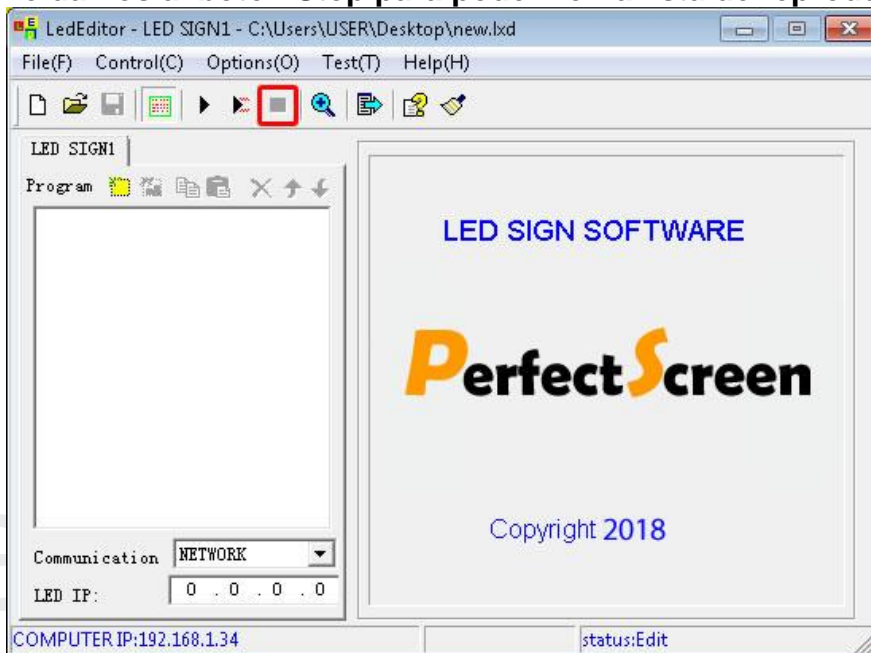 LedEditor - LED SIGN1 - C:\Users\USER\Desktop\new.lxd
File(F) Control(C) Options(O) Test(T) Help(H)
LED SIGN1
Program
LED SIGN SOFTWARE
PerfectScreen
Copyright 2018
Communication NETWORK
LED IP: 0 . 0 . 0 . 0
COMPUTER IP:192.168.1.34 status:Edit